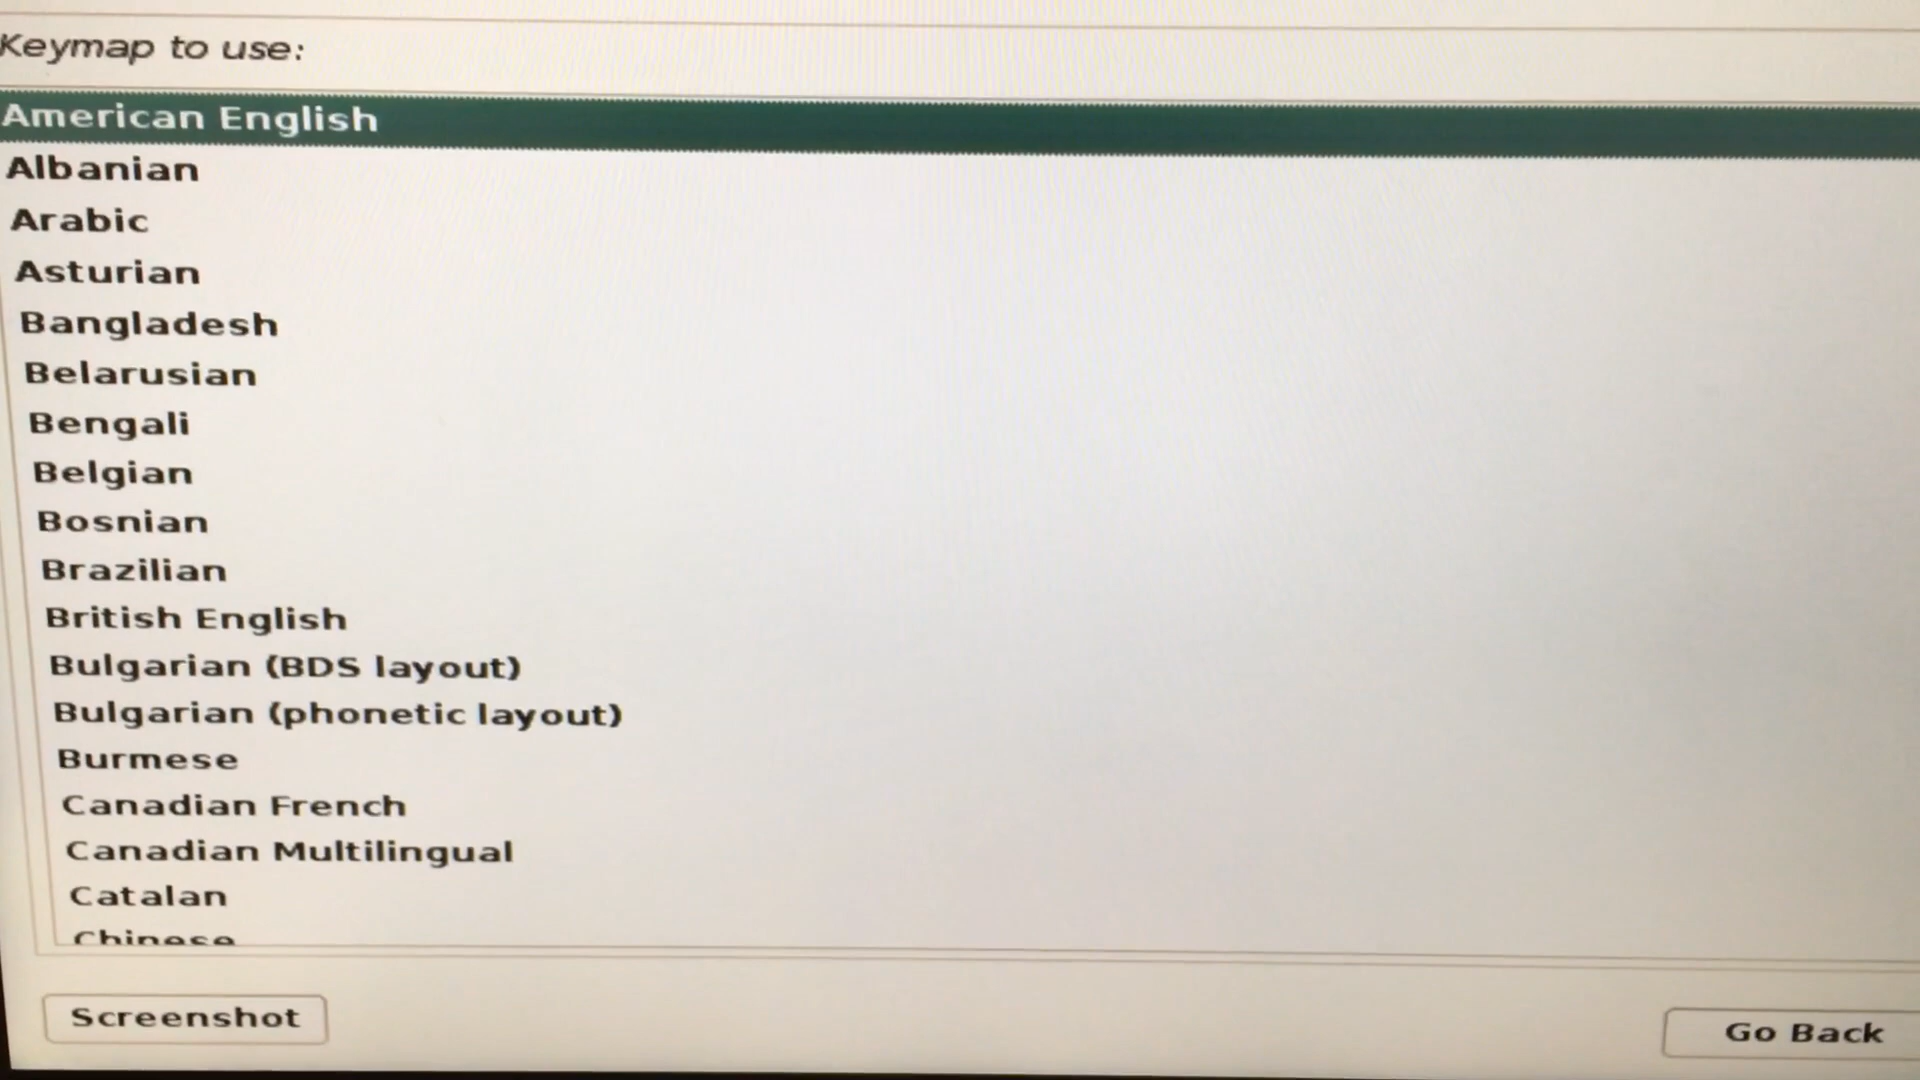 Keymap to use:
American English
Albanian
Arabic
Asturian
Bangladesh
Belarusian
Bengali
Belgian
Bosnian
Brazilian
British English
Bulgarian (BDS layout)
Bulgarian (phonetic layout)
Burmese
Canadian French
Canadian Multilingual
Catalan
Chinese
Screenshot
Go Back